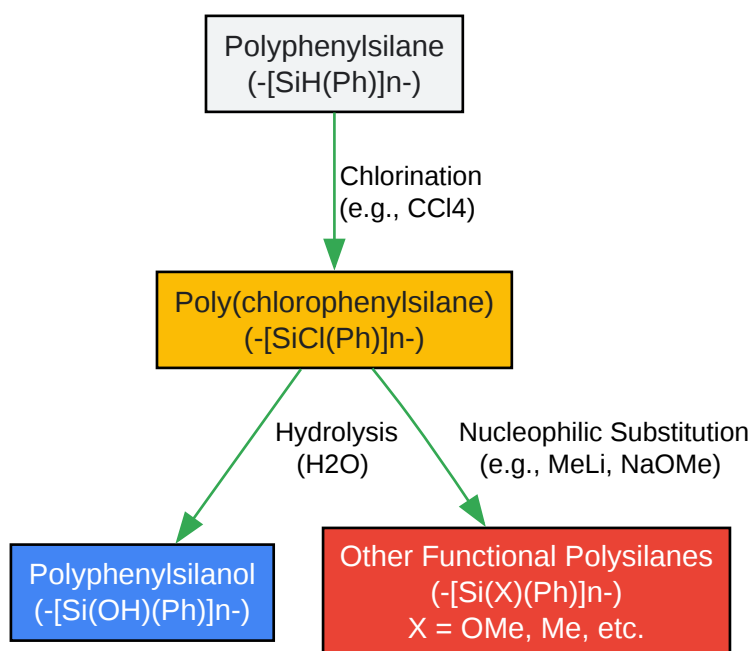 Polyphenylsilane
(-[SiH(Ph)]n-)
Chlorination
(e.g., CCl4)
Poly(chlorophenylsilane)
(-[SiCl(Ph)]n-)
Hydrolysis
(H2O)
Nucleophilic Substitution
(e.g., MeLi, NaOMe)
Polyphenylsilanol
(-[Si(OH)(Ph)]n-)
Other Functional Polysilanes
(-[Si(X)(Ph)]n-)
X = OMe, Me, etc.